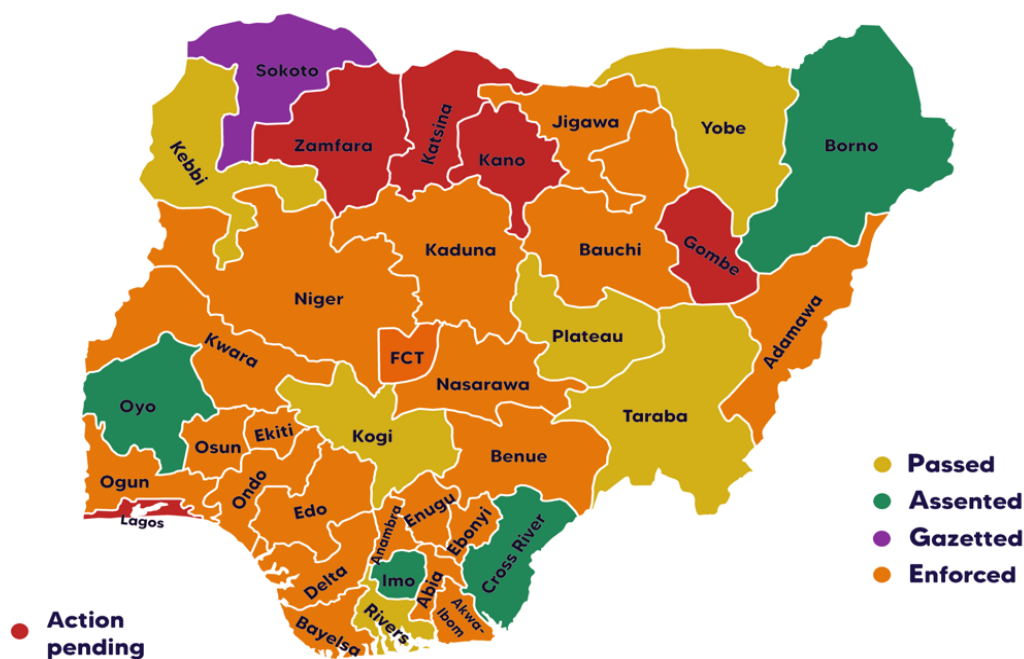 Sokoto
Kebbi
Zamfara
Katsina
Kano
Jigawa
Yobe
Borno
Kaduna
Bauchi
Gombe
Niger
Adamawa
Plateau
FCT
Kwara
Nasarawa
Taraba
Oyo
Kogi
Osun
Ekiti
Benue
Ogun
Ondo
Edo
Lagos
Enugu
Anambra
Ebonyi
Cross River
Delta
Imo
Abia
Akwa-
Ibom
Rivers
Bayelsa
Passed
Assented
Gazetted
Enforced
Action
pending